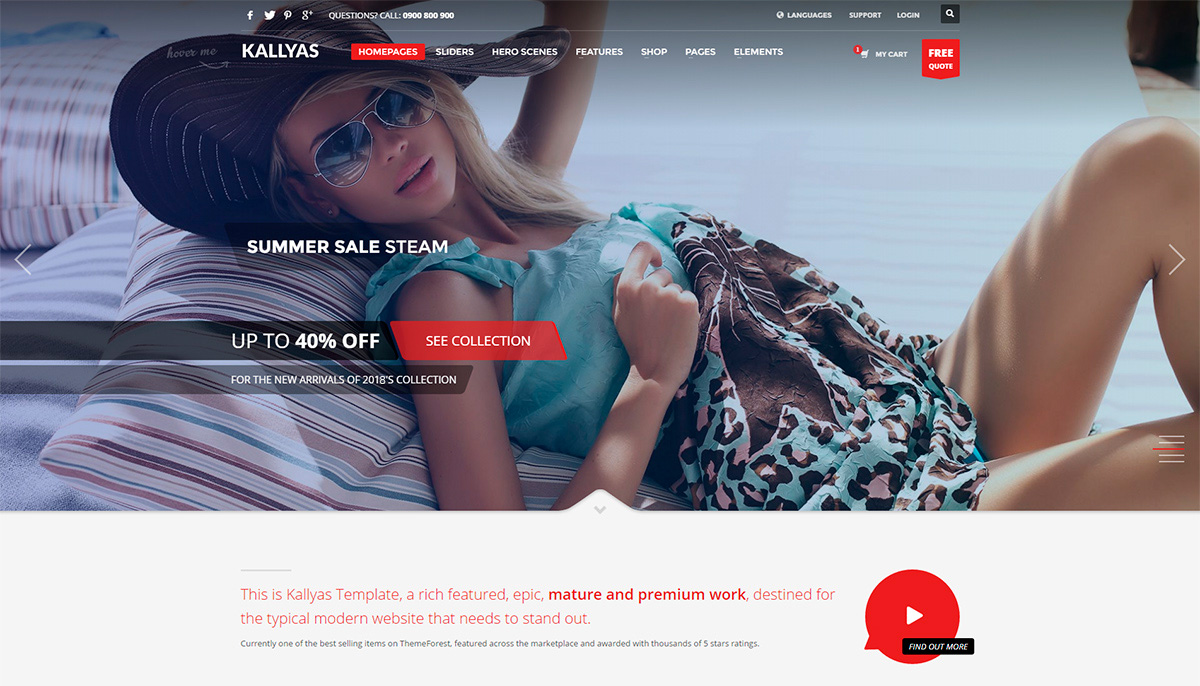 QUESTIONS? CALL: 0900 800 900
LANGUAGES SUPPORT LOGIN
hover me
KALLYAS
HOMEPAGES SLIDERS HERO SCENES FEATURES SHOP PAGES ELEMENTS
1 MY CART
FREE
QUOTE
SUMMER SALE STEAM
UP TO 40% OFF
SEE COLLECTION
FOR THE NEW ARRIVALS OF 2018'S COLLECTION
This is Kallyas Template, a rich featured, epic, mature and premium work, destined for
the typical modern website that needs to stand out.
Currently one of the best selling items on ThemeForest, featured across the marketplace and awarded with thousands of 5 stars ratings.
FIND OUT MORE